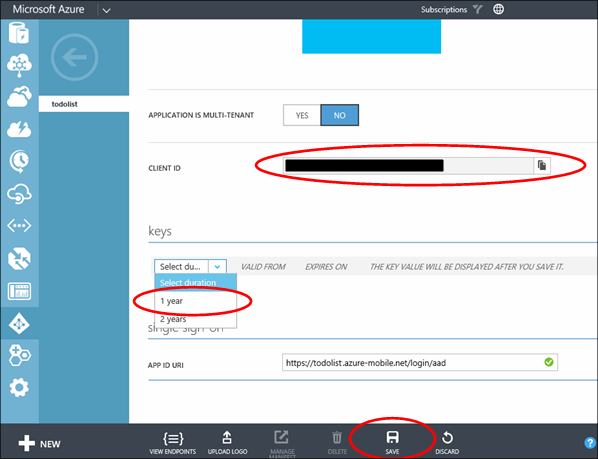 Microsoft Azure
Subscriptions
todolist
APPLICATION IS MULTI-TENANT
YES
NO
CLIENT ID
keys
Select du...
VALID FROM
EXPIRES ON
THE KEY VALUE WILL BE DISPLAYED AFTER YOU SAVE IT.
Select duration
1 year
2 years
single sign-on
APP ID URI
https://todolist.azure-mobile.net/login/aad
NEW
VIEW ENDPOINTS
UPLOAD LOGO
MANAGE
MANIFEST
DELETE
SAVE
DISCARD
?